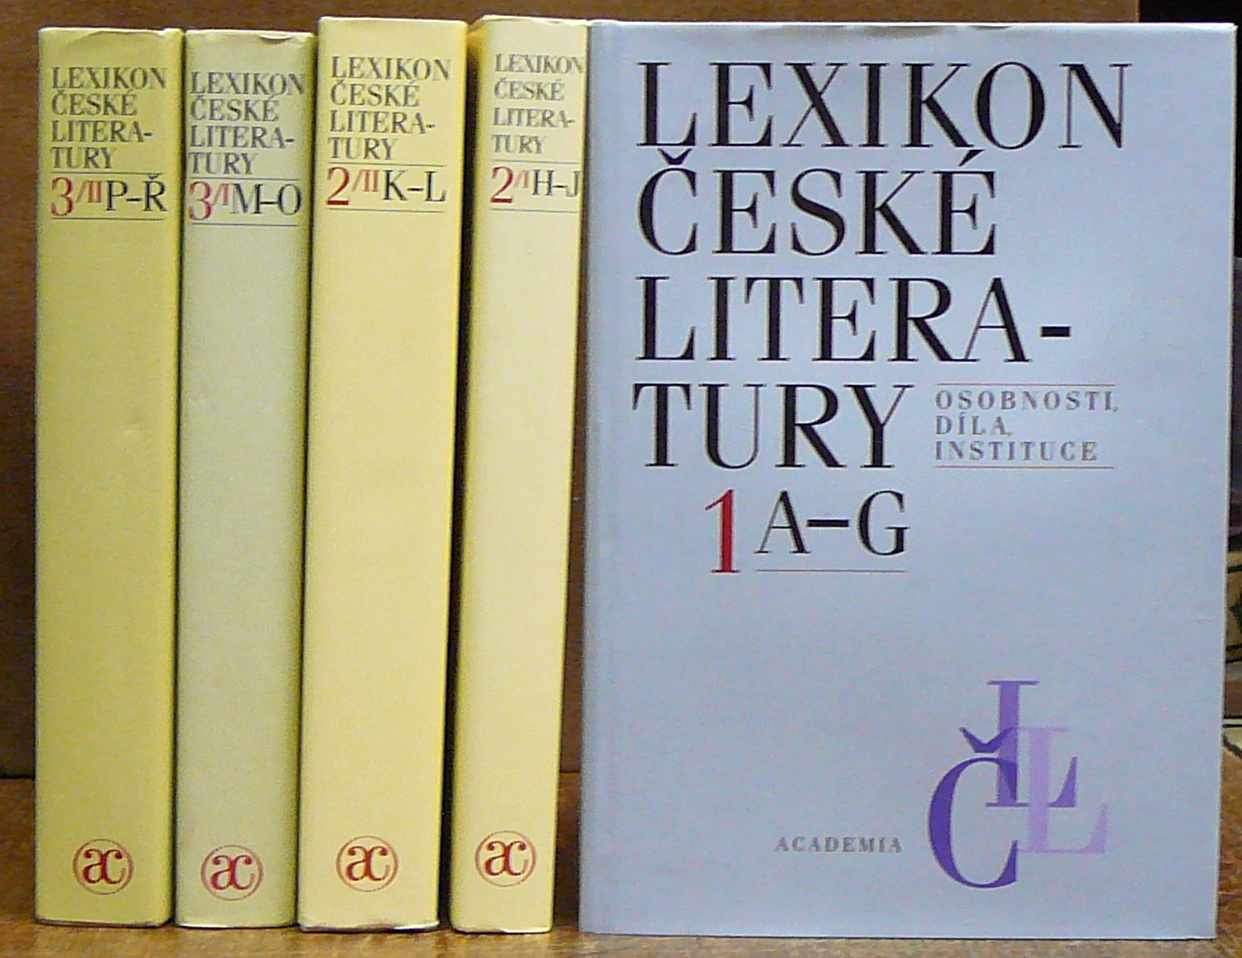 LEXIKON
ČESKÉ
LITERA-
TURY
3/II P–Ř
ac
LEXIKON
ČESKÉ
LITERA-
TURY
3/I M–O
ac
LEXIKON
ČESKÉ
LITERA-
TURY
2/II K–L
ac
LEXIKON
ČESKÉ
LITERA-
TURY
2/I H–J
ac
LEXIKON
ČESKÉ
LITERA-
TURY
OSOBNOSTI,
DÍLA,
INSTITUCE
1 A–G
ACADEMIA
LČL